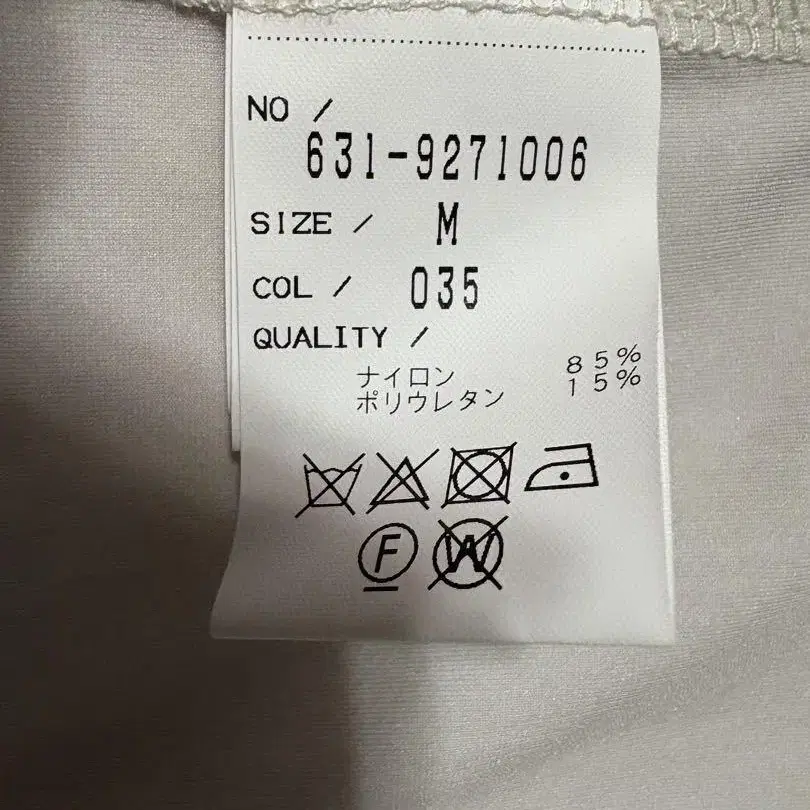 NO /
631-9271006
SIZE / M
COL / 035
QUALITY /
ナイロン 85%
ポリウレタン 15%
F W